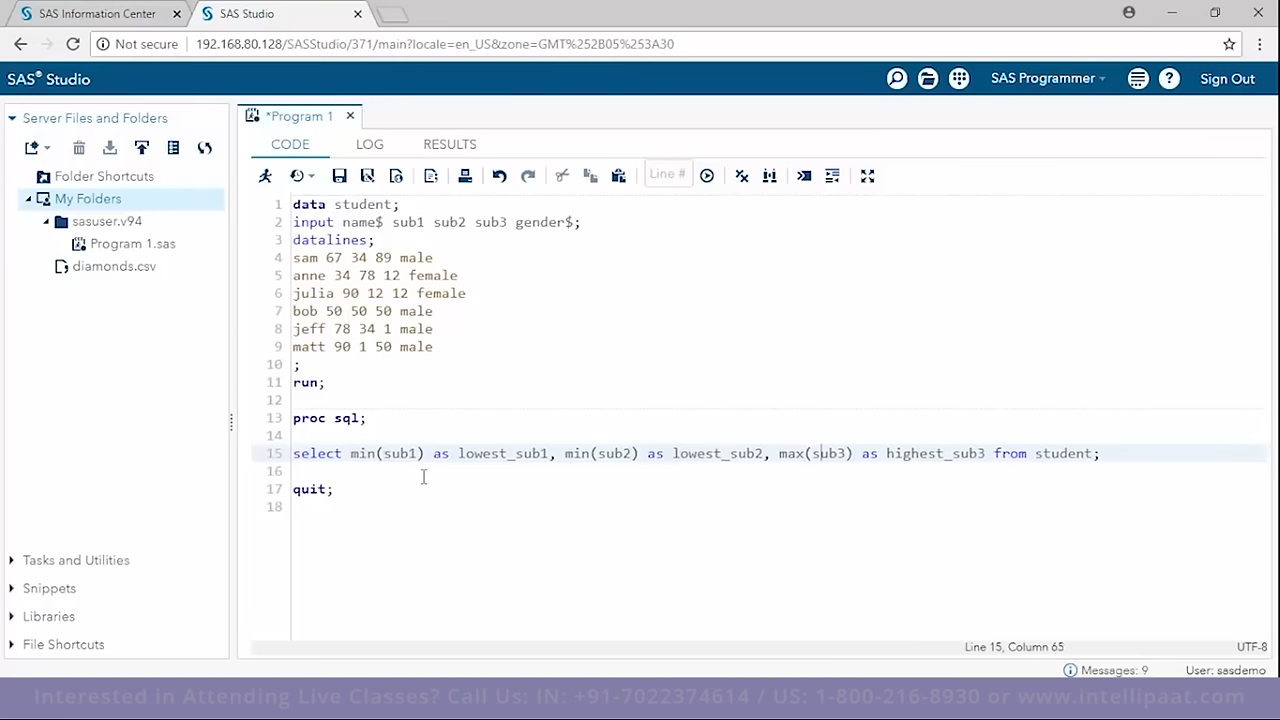 SAS Information Center
SAS Studio
Not secure 192.168.80.128/SASStudio/371/main?locale=en_US&zone=GMT%252B05%253A30
SAS® Studio
SAS Programmer
Sign Out
Server Files and Folders
Folder Shortcuts
My Folders
sasuser.v94
Program 1.sas
diamonds.csv
Tasks and Utilities
Snippets
Libraries
File Shortcuts
*Program 1
CODE LOG RESULTS
Line #
1 data student;
2 input name$ sub1 sub2 sub3 gender$;
3 datalines;
4 sam 67 34 89 male
5 anne 34 78 12 female
6 julia 90 12 12 female
7 bob 50 50 50 male
8 jeff 78 34 1 male
9 matt 90 1 50 male
10 ;
11 run;
12
13 proc sql;
14
15 select min(sub1) as lowest_sub1, min(sub2) as lowest_sub2, max(sub3) as highest_sub3 from student;
16
17 quit;
18
Line 15, Column 65
UTF-8
Messages: 9
User: sasdemo
Interested in Attending Live Classes? Call Us: IN: +91-7022374614 / US: 1-800-216-8930 or www.intellipaat.com